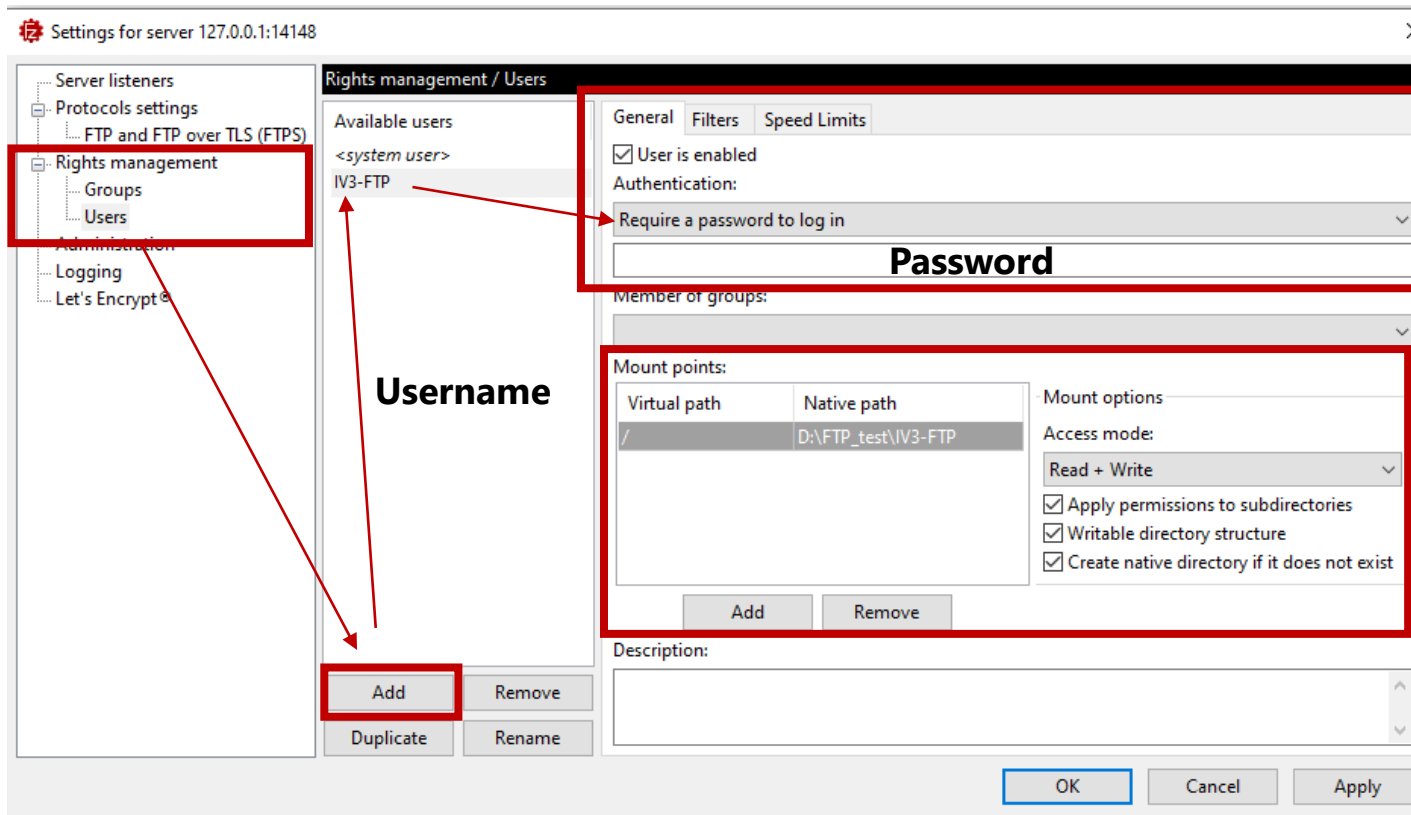 Settings for server 127.0.0.1:14148
Server listeners
Protocols settings
FTP and FTP over TLS (FTPS)
Rights management
Groups
Users
Administration
Logging
Let's Encrypt®
Rights management / Users
Available users
<system user>
IV3-FTP
Username
Add
Remove
Duplicate
Rename
General
Filters
Speed Limits
User is enabled
Authentication:
Require a password to log in
Password
Member of groups:
Mount points:
Virtual path
Native path
/
D:\FTP_test\IV3-FTP
Mount options
Access mode:
Read + Write
Apply permissions to subdirectories
Writable directory structure
Create native directory if it does not exist
Add
Remove
Description:
OK
Cancel
Apply